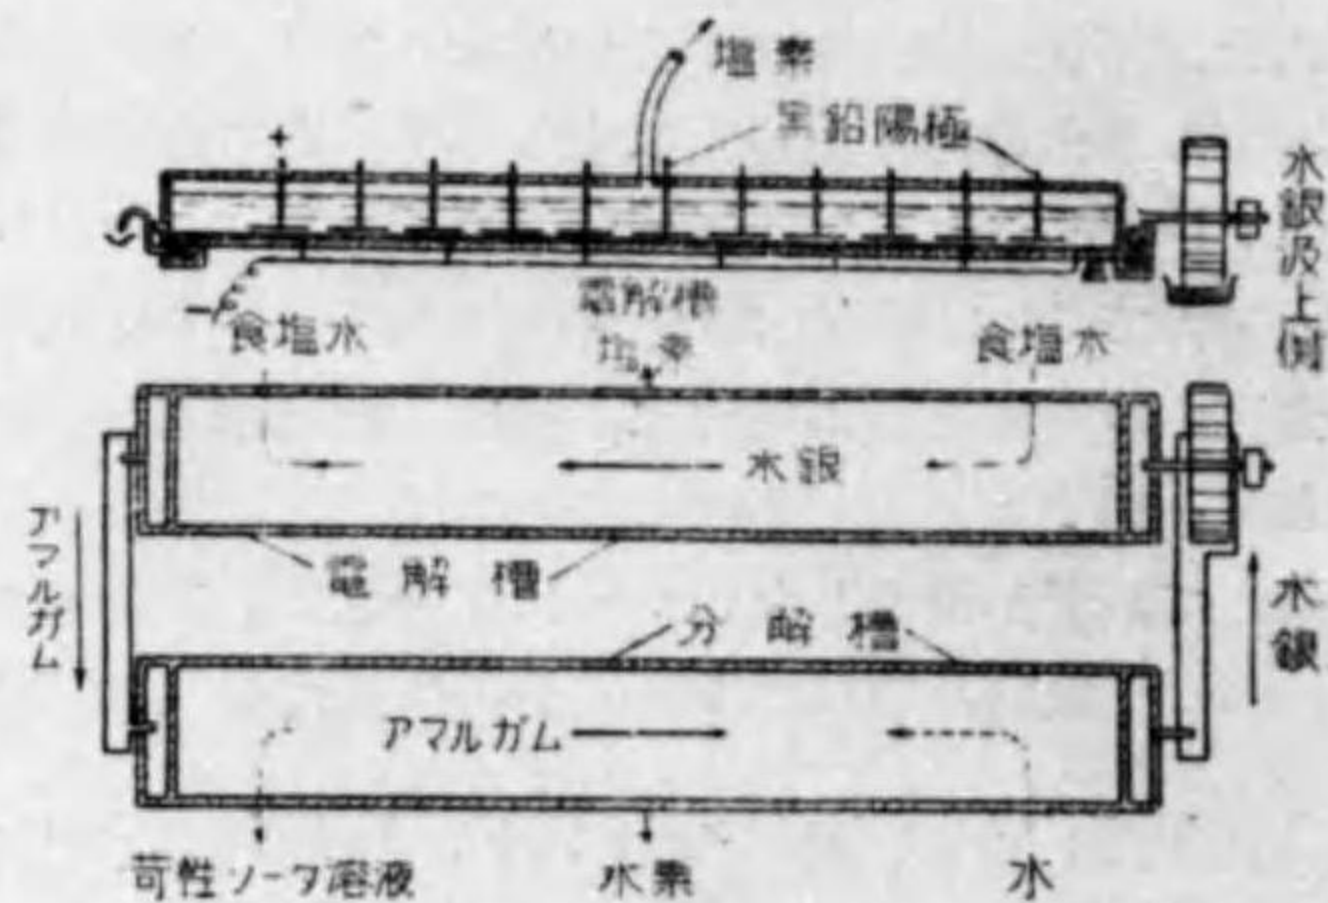 塩素
+
黒鉛陽極
水銀汲上側
電解槽
−
食塩水
塩素
食塩水
水銀
アマルガム
電解槽
水銀
分解槽
アマルガム
苛性ソータ溶液
水素
水